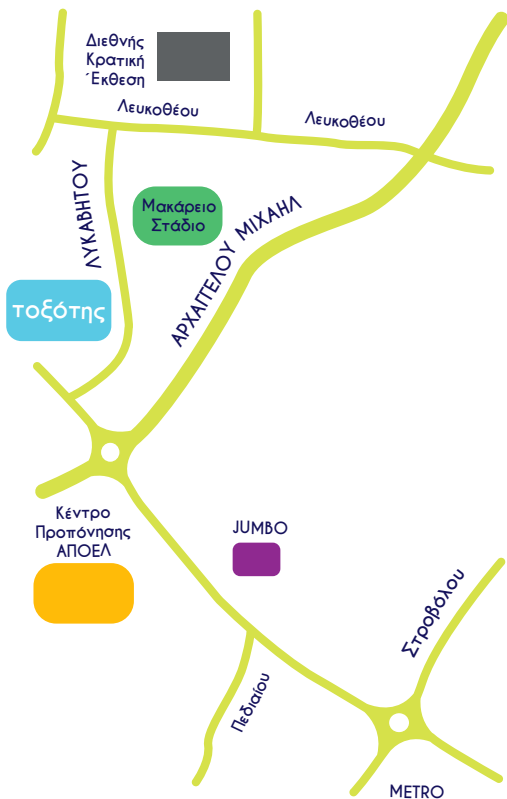 Διεθνής
Κρατική
Έκθεση
Λευκοθέου
Λευκοθέου
ΛΥΚΑΒΗΤΟΥ
Μακάρειο
Στάδιο
ΑΡΧΑΓΓΕΛΟΥ ΜΙΧΑΗΛ
τοξότης
Κέντρο
Προπόνησης
ΑΠΟΕΛ
JUMBO
Στροβόλου
Πεδιαίου
METRO